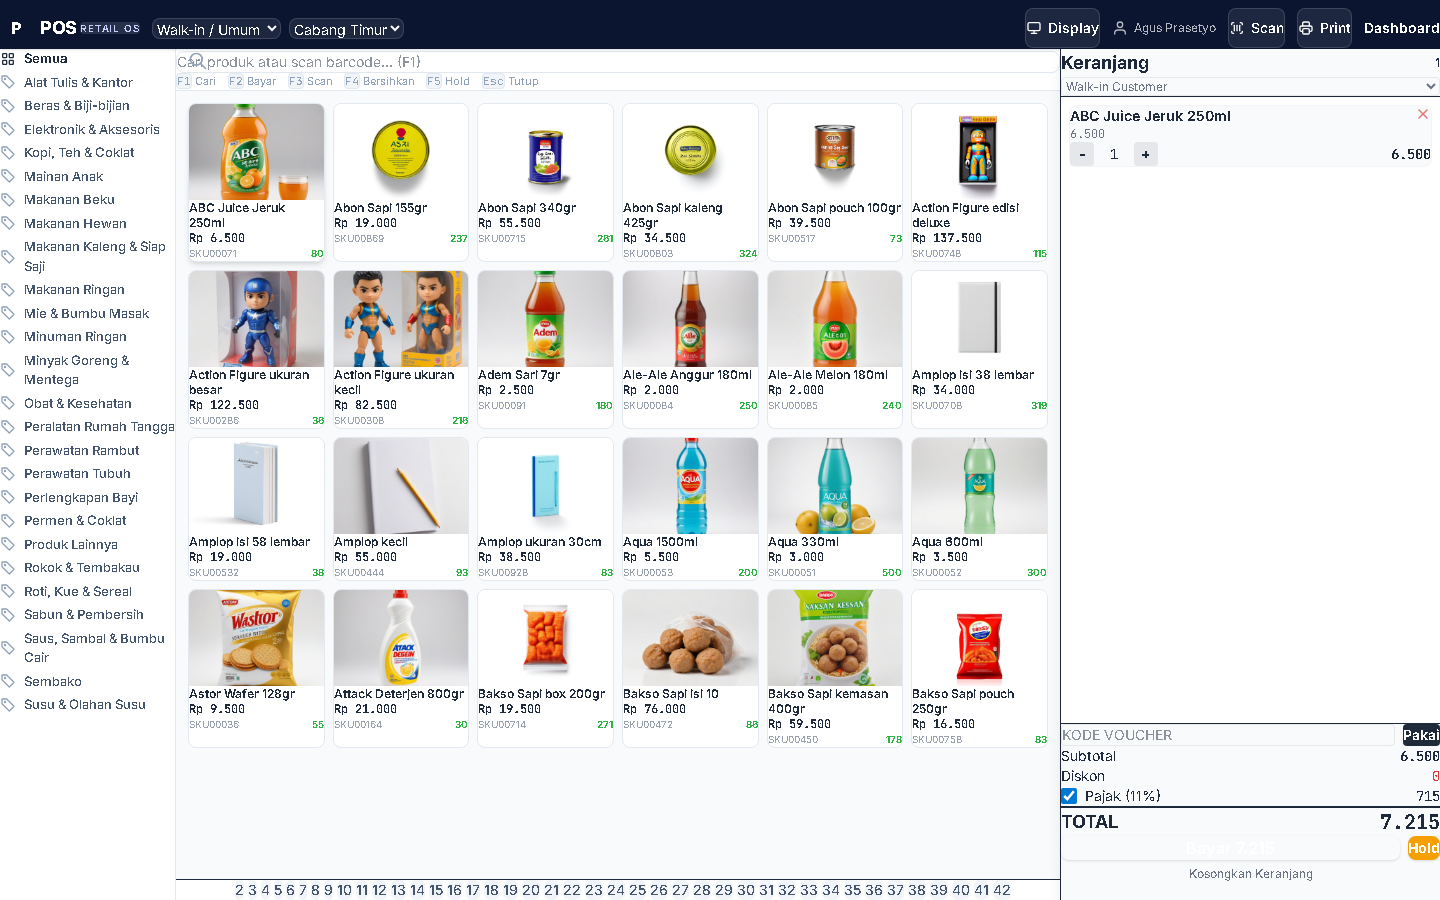 P POS RETAIL OS Walk-in / Umum Cabang Timur Display Agus Prasetyo Scan Print Dashboard
Semua
Alat Tulis & Kantor
Beras & Biji-bijian
Elektronik & Aksesoris
Kopi, Teh & Coklat
Mainan Anak
Makanan Beku
Makanan Hewan
Makanan Kaleng & Siap
Saji
Makanan Ringan
Mie & Bumbu Masak
Minuman Ringan
Minyak Goreng &
Mentega
Obat & Kesehatan
Peralatan Rumah Tangga
Perawatan Rambut
Perawatan Tubuh
Perlengkapan Bayi
Permen & Coklat
Produk Lainnya
Rokok & Tembakau
Roti, Kue & Sereal
Sabun & Pembersih
Saus, Sambal & Bumbu
Cair
Sembako
Susu & Olahan Susu
Cari produk atau scan barcode... (F1)
F1 Cari F2 Bayar F3 Scan F4 Bersihkan F5 Hold Esc Tutup
ABC
ABC Juice Jeruk
250ml
Rp 6.500
SKU00071 80
ASRI
Abon Sapi 155gr
Rp 19.000
SKU00869 237
Abon Sapi 340gr
Rp 55.500
SKU00715 261
Abon Sapi kaleng
425gr
Rp 34.500
SKU00803 324
Abon Sapi pouch 100gr
Rp 39.500
SKU00517 73
Action Figure edisi
deluxe
Rp 137.500
SKU00748 115
Action Figure ukuran
besar
Rp 122.500
SKU00286 36
Action Figure ukuran
kecil
Rp 82.500
SKU00308 216
Adem
Adem Sari 7gr
Rp 2.500
SKU00091 180
Ale-Ale Anggur 180ml
Rp 2.000
SKU00084 250
Ale-Ale Melon 180ml
Rp 2.000
SKU00085 240
Amplop isi 38 lembar
Rp 34.000
SKU00708 319
Amplop isi 58 lembar
Rp 19.000
SKU00532 38
Amplop kecil
Rp 55.000
SKU00444 93
Amplop ukuran 30cm
Rp 38.500
SKU00928 83
AQUA
Aqua 1500ml
Rp 5.500
SKU00053 200
AQUA
Aqua 330ml
Rp 3.000
SKU00051 500
Aqua 600ml
Rp 3.500
SKU00052 300
Wastror
Astor Wafer 128gr
Rp 9.500
SKU00036 55
ATACK
Attack Deterjen 800gr
Rp 21.000
SKU00164 30
Bakso Sapi box 200gr
Rp 19.500
SKU00714 271
Bakso Sapi isi 10
Rp 76.000
SKU00472 86
SAKSAN KESSAN
Bakso Sapi kemasan
400gr
Rp 59.500
SKU00450 178
Bakso Sapi pouch
250gr
Rp 16.500
SKU00758 83
2 3 4 5 6 7 8 9 10 11 12 13 14 15 16 17 18 19 20 21 22 23 24 25 26 27 28 29 30 31 32 33 34 35 36 37 38 39 40 41 42
Keranjang 1
Walk-in Customer
ABC Juice Jeruk 250ml
6.500
- 1 + 6.500
KODE VOUCHER Pakai
Subtotal 6.500
Diskon 0
Pajak (11%) 715
TOTAL 7.215
Bayar 7.215 Hold
Kosongkan Keranjang